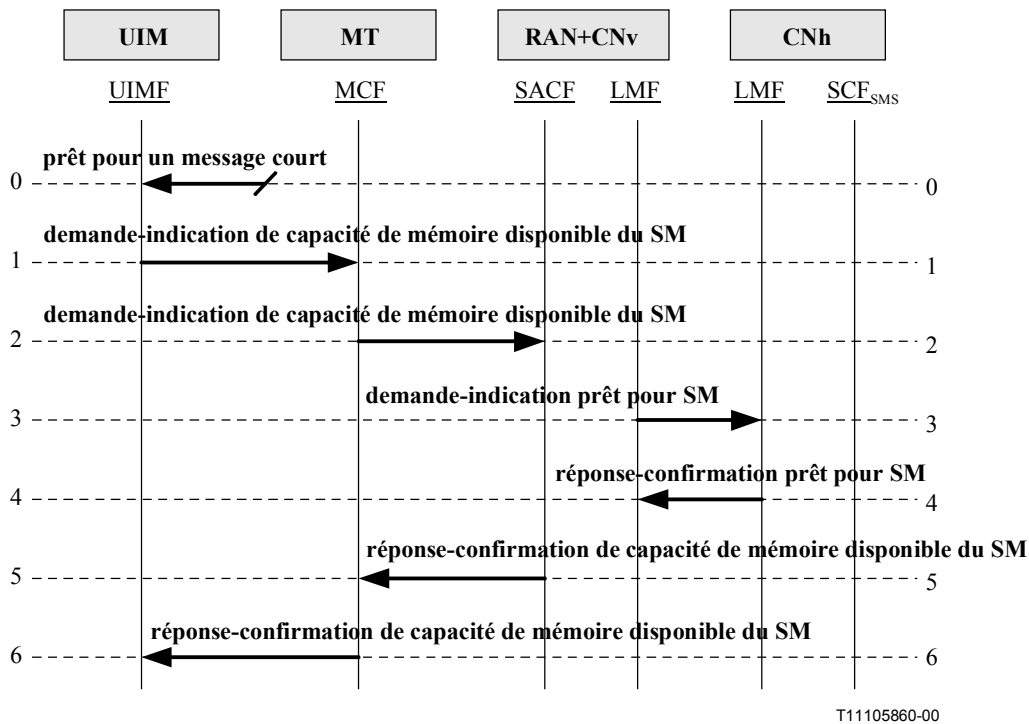 UIM MT RAN+CNv CNh
UIMF MCF SACF LMF LMF SCF SMS
prêt pour un message court
0 0
demande-indication de capacité de mémoire disponible du SM
1 1
demande-indication de capacité de mémoire disponible du SM
2 2
demande-indication prêt pour SM
3 3
réponse-confirmation prêt pour SM
4 4
réponse-confirmation de capacité de mémoire disponible du SM
5 5
réponse-confirmation de capacité de mémoire disponible du SM
6 6
T11105860-00